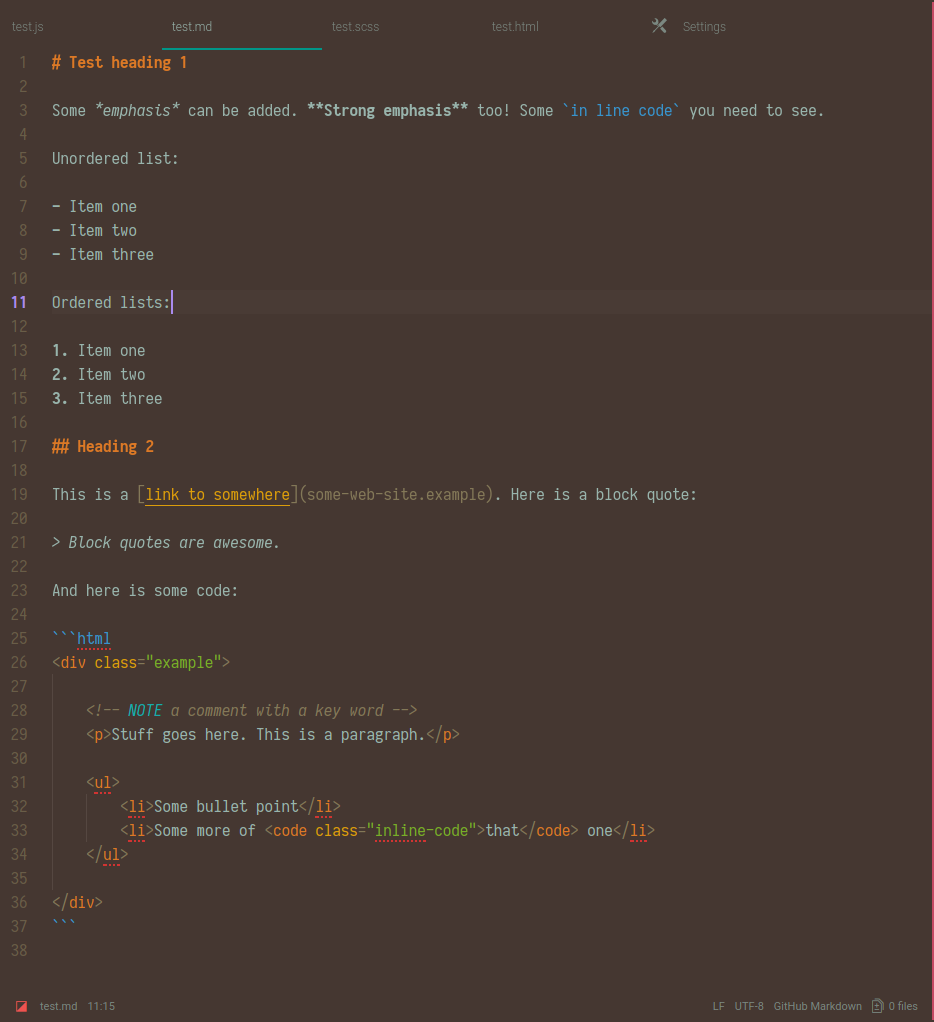 test.js test.md test.scss test.html Settings
1 # Test heading 1
2
3 Some *emphasis* can be added. **Strong emphasis** too! Some `in line code` you need to see.
4
5 Unordered list:
6
7 - Item one
8 - Item two
9 - Item three
10
11 Ordered lists:
12
13 1. Item one
14 2. Item two
15 3. Item three
16
17 ## Heading 2
18
19 This is a [link to somewhere](some-web-site.example). Here is a block quote:
20
21 > Block quotes are awesome.
22
23 And here is some code:
24
25 ```html
26 <div class="example">
27
28     <!-- NOTE a comment with a key word -->
29     <p>Stuff goes here. This is a paragraph.</p>
30
31     <ul>
32         <li>Some bullet point</li>
33         <li>Some more of <code class="inline-code">that</code> one</li>
34     </ul>
35
36 </div>
37 ```
38
test.md 11:15 LF UTF-8 GitHub Markdown 0 files